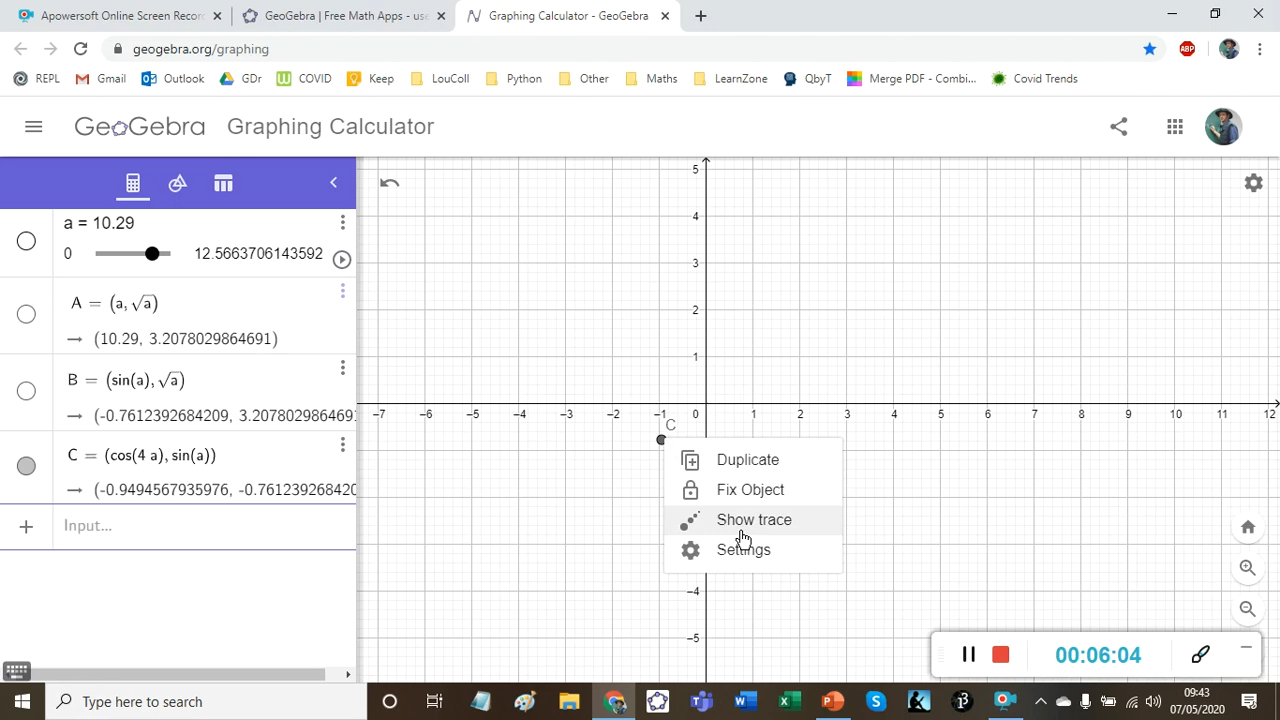 Apowersoft Online Screen Record
GeoGebra | Free Math Apps - use
Graphing Calculator - GeoGebra
geogebra.org/graphing
ABP
REPL
Gmail
Outlook
GDr
COVID
Keep
LouColl
Python
Other
Maths
LearnZone
QbyT
Merge PDF - Combi...
Covid Trends
GeoGebra
Graphing Calculator
a = 10.29
0
12.5663706143592
A = (a, √a)
→ (10.29, 3.2078029864691)
B = (sin(a), √a)
→ (-0.7612392684209, 3.2078029864691
C = (cos(4 a), sin(a))
→ (-0.9494567935976, -0.761239268420
+ Input...
5
4
3
2
1
-7 -6 -5 -4 -3 -2 -1 0 1 2 3 4 5 6 7 8 9 10 11 12
C
Duplicate
Fix Object
Show trace
Settings
-4
-5
00:06:04
Type here to search
09:43
07/05/2020